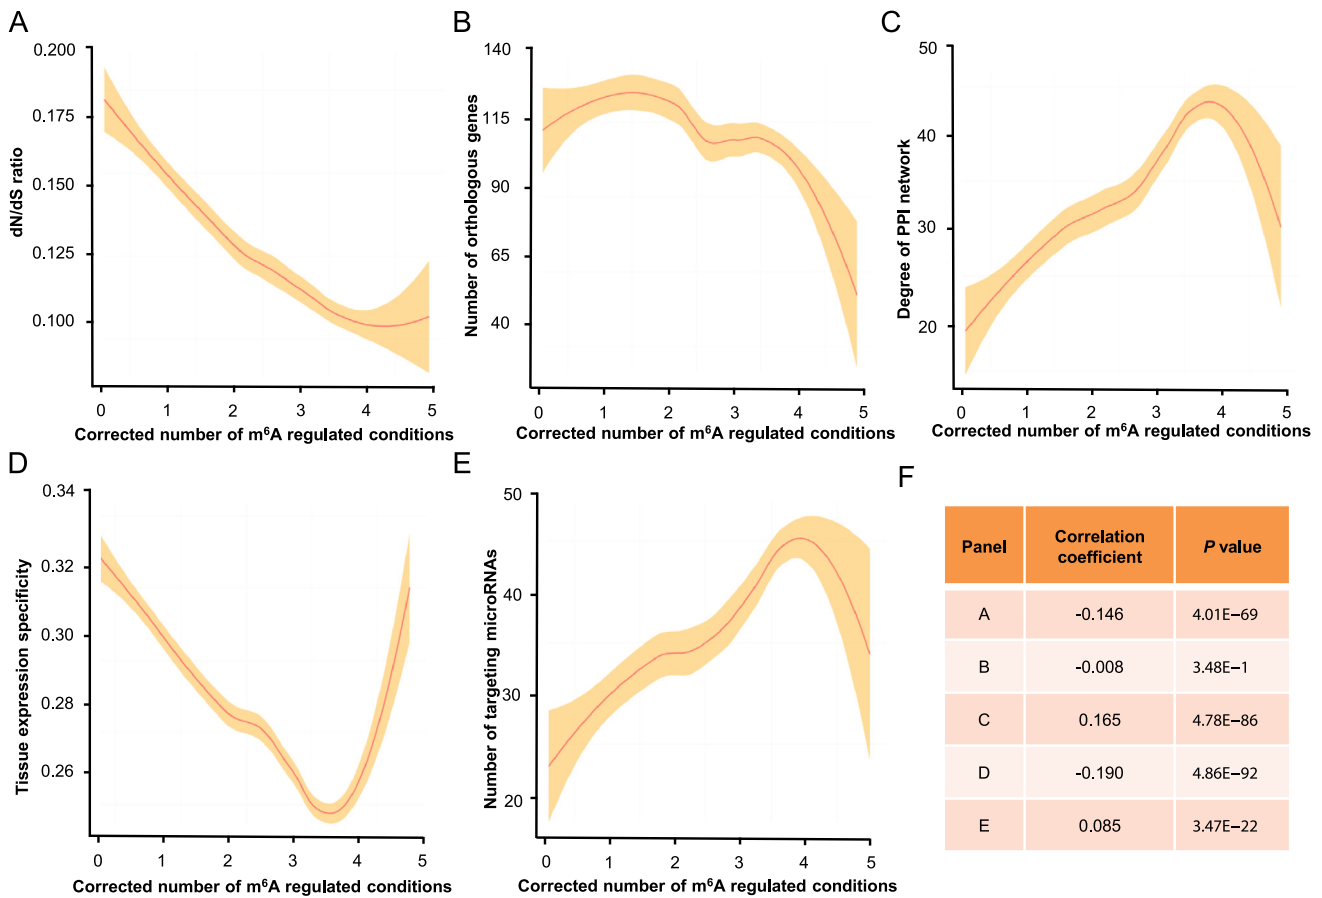 A
0.200
0.175
0.150
0.125
0.100
dN/dS ratio
0 1 2 3 4 5
Corrected number of m⁶A regulated conditions
B
140
115
90
65
40
Number of orthologous genes
0 1 2 3 4 5
Corrected number of m⁶A regulated conditions
C
50
40
30
20
Degree of PPI network
0 1 2 3 4 5
Corrected number of m⁶A regulated conditions
D
0.34
0.32
0.30
0.28
0.26
Tissue expression specificity
0 1 2 3 4 5
Corrected number of m⁶A regulated conditions
E
50
40
30
20
Number of targeting microRNAs
0 1 2 3 4 5
Corrected number of m⁶A regulated conditions
F
Panel Correlation coefficient P value
A -0.146 4.01E−69
B -0.008 3.48E−1
C 0.165 4.78E−86
D -0.190 4.86E−92
E 0.085 3.47E−22